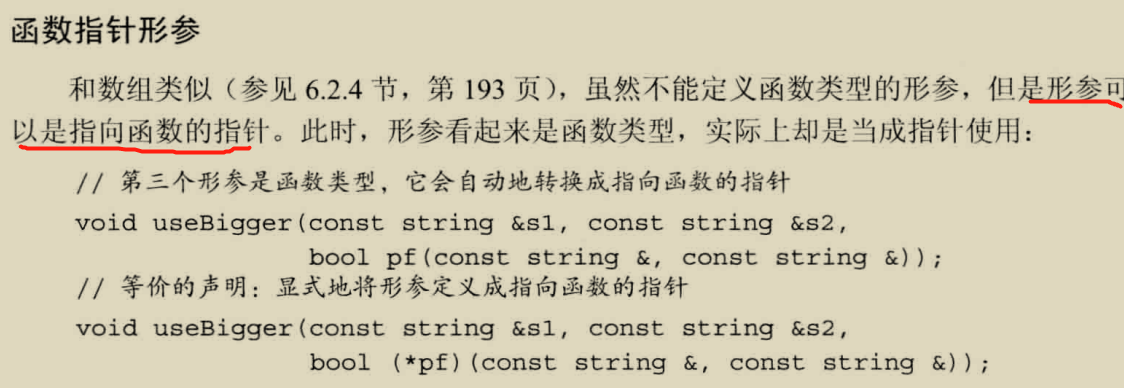 函数指针形参
和数组类似（参见 6.2.4 节，第 193 页），虽然不能定义函数类型的形参，但是形参可
以是指向函数的指针。此时，形参看起来是函数类型，实际上却是当成指针使用：
// 第三个形参是函数类型，它会自动地转换成指向函数的指针
void useBigger(const string &s1, const string &s2,
bool pf(const string &, const string &));
// 等价的声明：显式地将形参定义成指向函数的指针
void useBigger(const string &s1, const string &s2,
bool (*pf)(const string &, const string &));